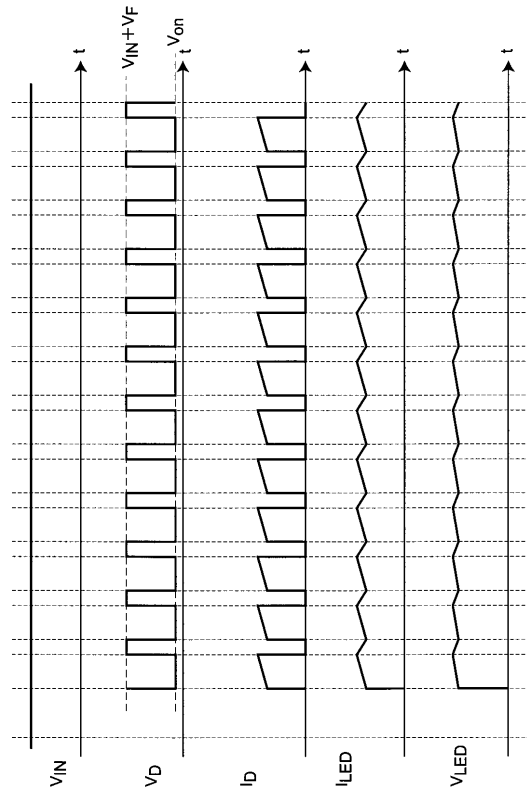 V_IN
V_D
I_D
I_LED
V_LED
V_IN+V_F
V_on
t
t
t
t
t